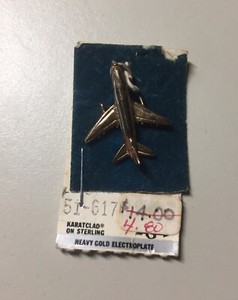 51-617 14.00
4.80
KARATCLAD®
ON STERLING
HEAVY GOLD ELECTROPLATE